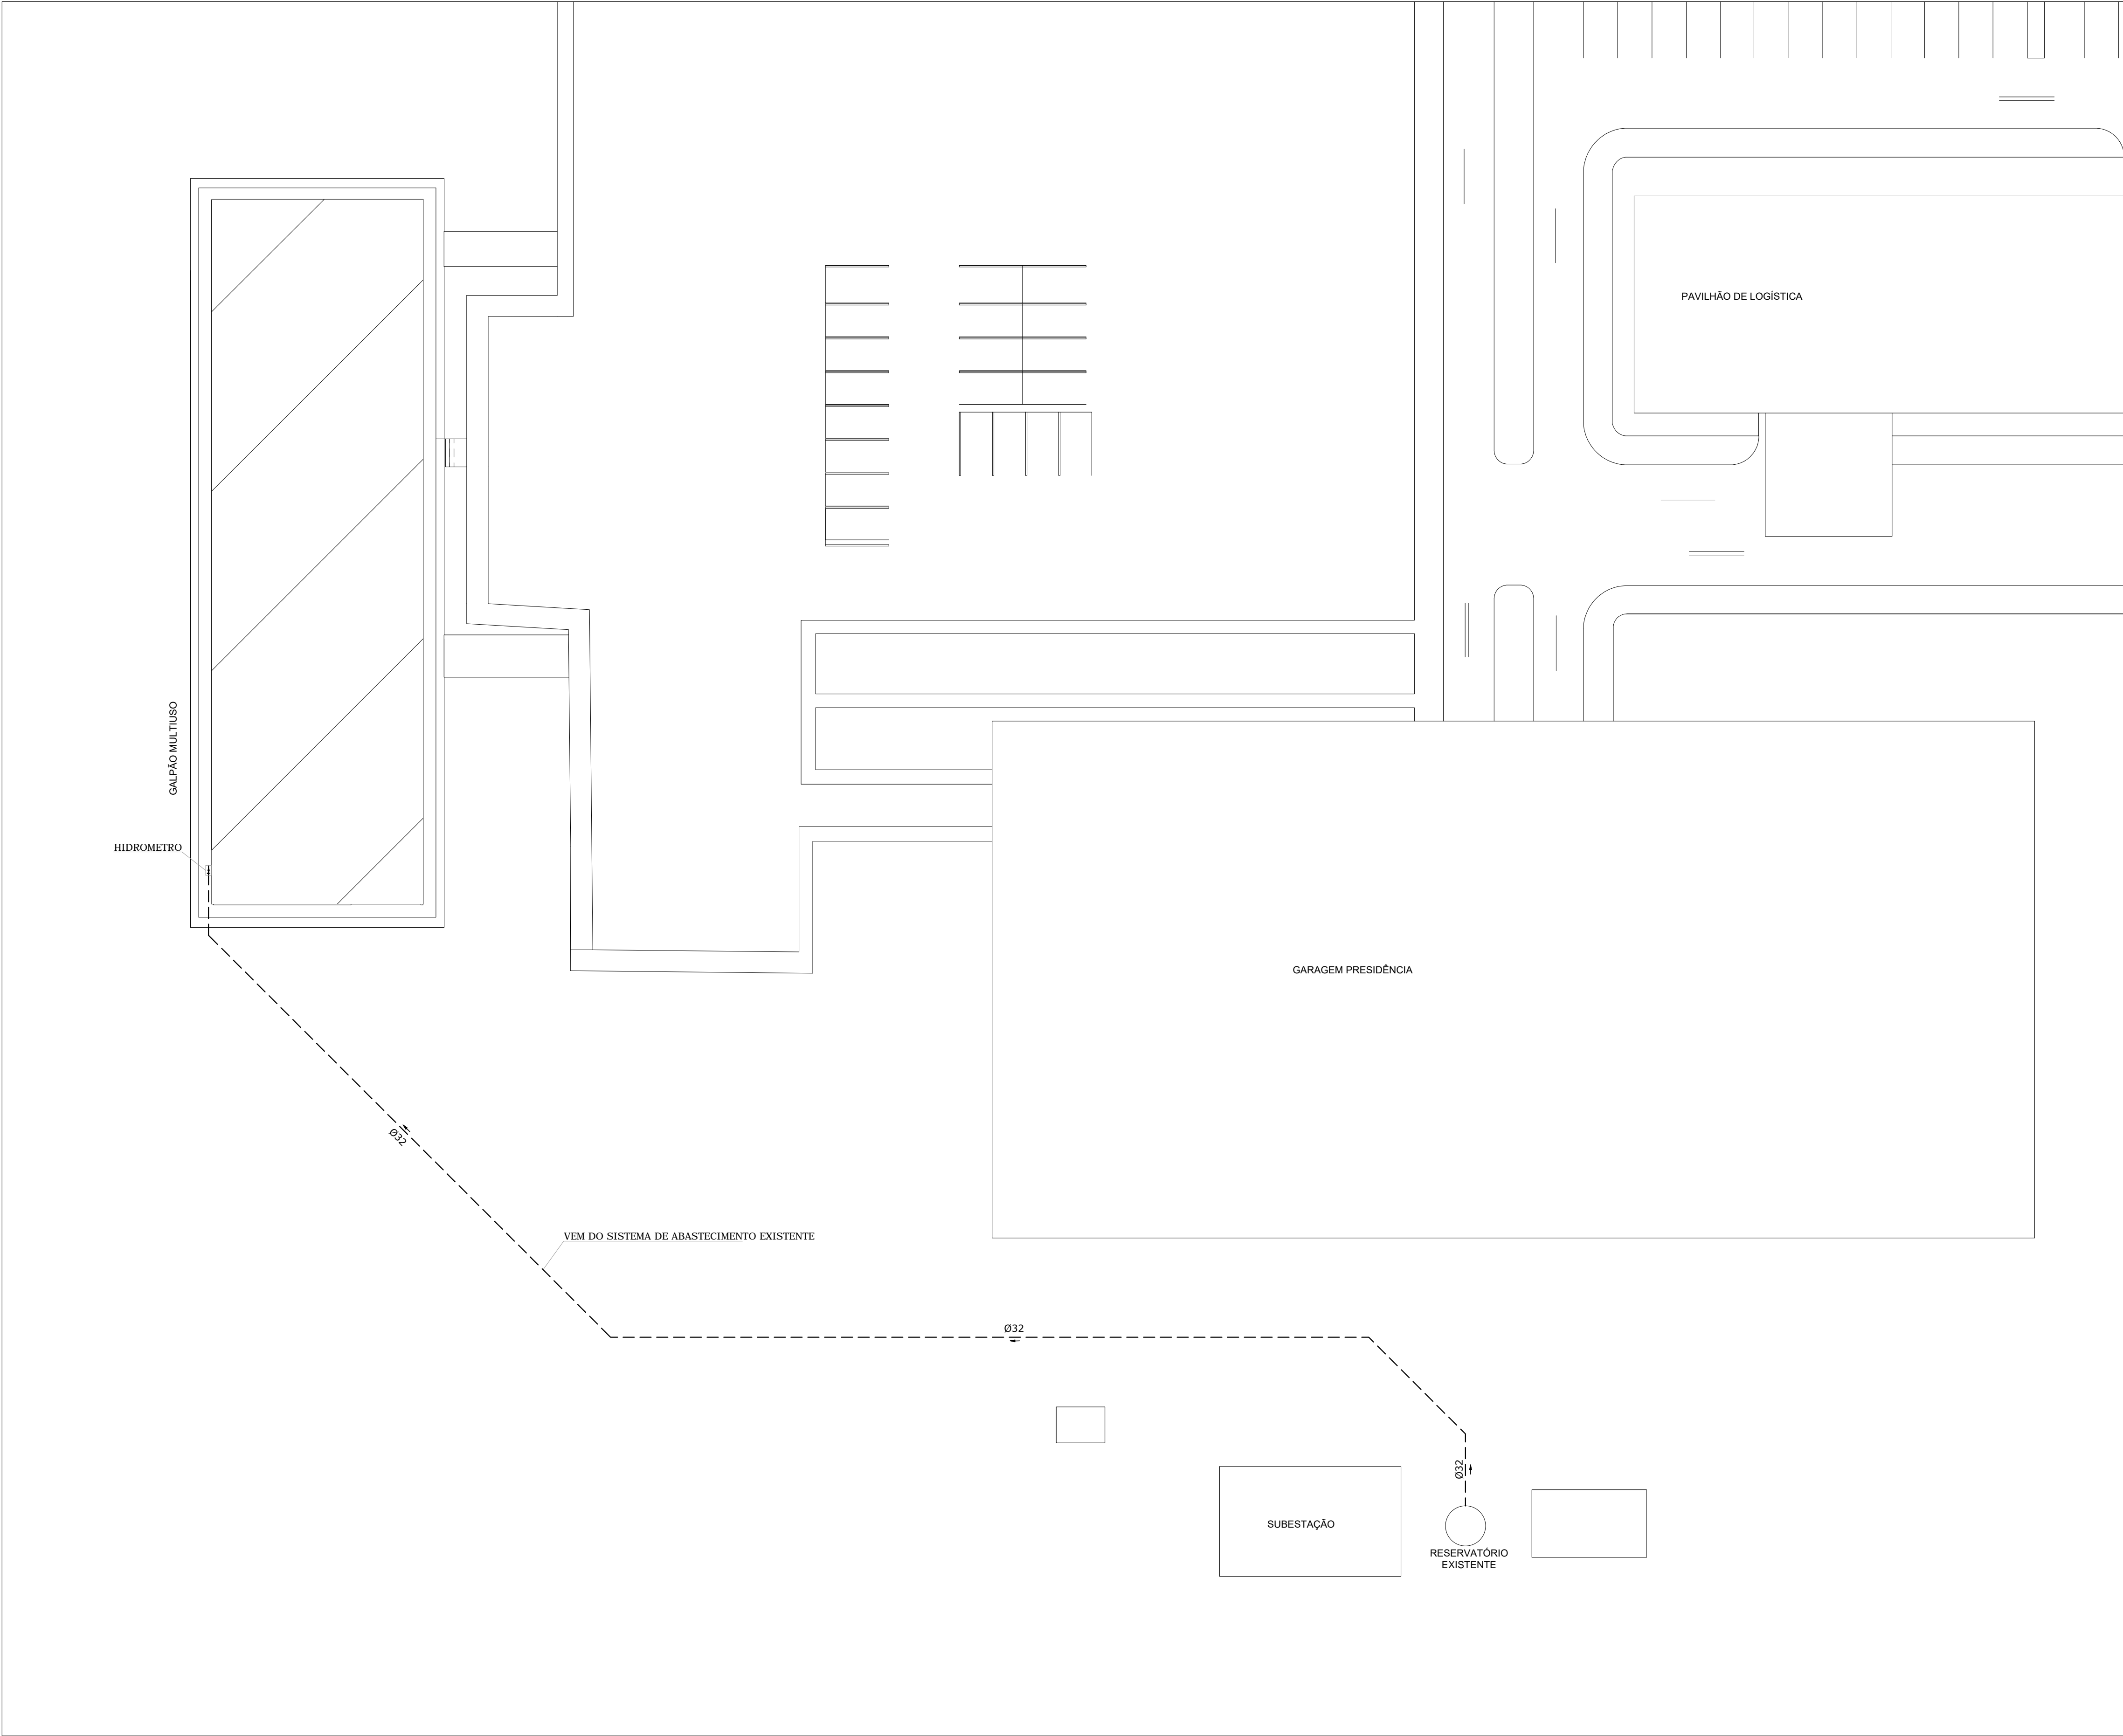 PAVILHÃO DE LOGÍSTICA
GALPÃO MULTIUSO
HIDROMETRO
GARAGEM PRESIDÊNCIA
Ø32
VEM DO SISTEMA DE ABASTECIMENTO EXISTENTE
Ø32
Ø32
SUBESTAÇÃO
RESERVATÓRIO
EXISTENTE